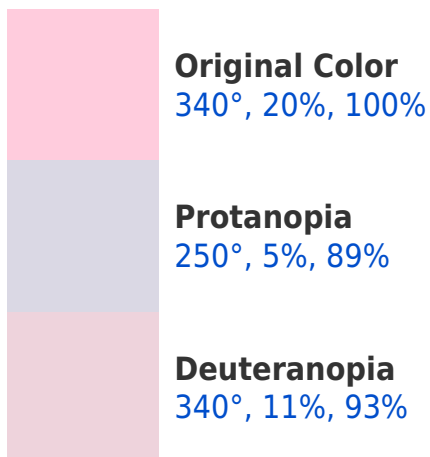 Original Color
340°, 20%, 100%
Protanopia
250°, 5%, 89%
Deuteranopia
340°, 11%, 93%